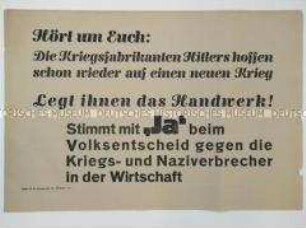 Hört um Euch:
Die Kriegsfabrikanten Hitlers hoffen
schon wieder auf einen neuen Krieg
Legt ihnen das Handwerk!
Stimmt mit „Ja“ beim
Volksentscheid gegen die
Kriegs- und Naziverbrecher
in der Wirtschaft